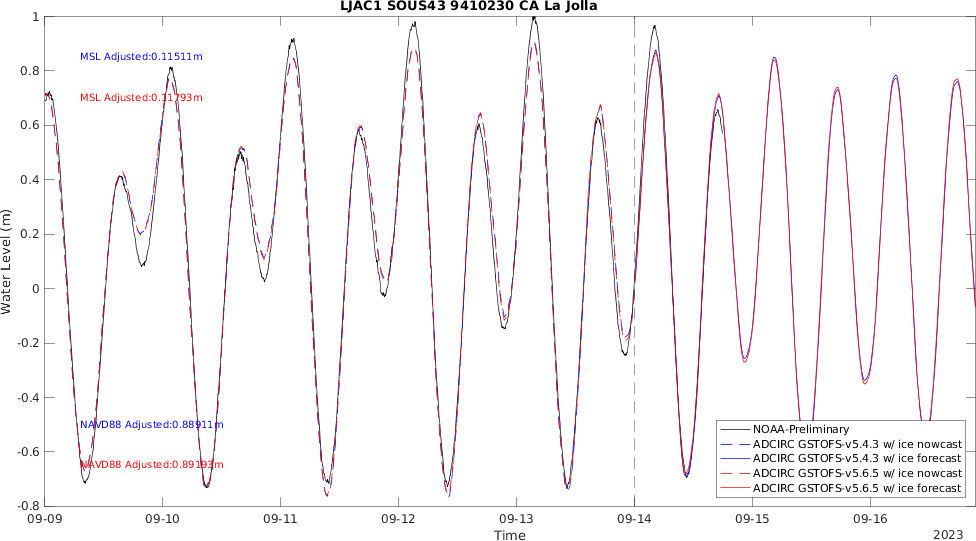 LJAC1 SOUS43 9410230 CA La Jolla
1
0.8
0.6
0.4
0.2
0
-0.2
-0.4
-0.6
-0.8
Water Level (m)
MSL Adjusted:0.11511m
MSL Adjusted:0.11793m
NAVD88 Adjusted:0.88911m
NAVD88 Adjusted:0.89193m
NOAA-Preliminary
ADCIRC GSTOFS-v5.4.3 w/ ice nowcast
ADCIRC GSTOFS-v5.4.3 w/ ice forecast
ADCIRC GSTOFS-v5.6.5 w/ ice nowcast
ADCIRC GSTOFS-v5.6.5 w/ ice forecast
09-09 09-10 09-11 09-12 09-13 09-14 09-15 09-16
Time
2023